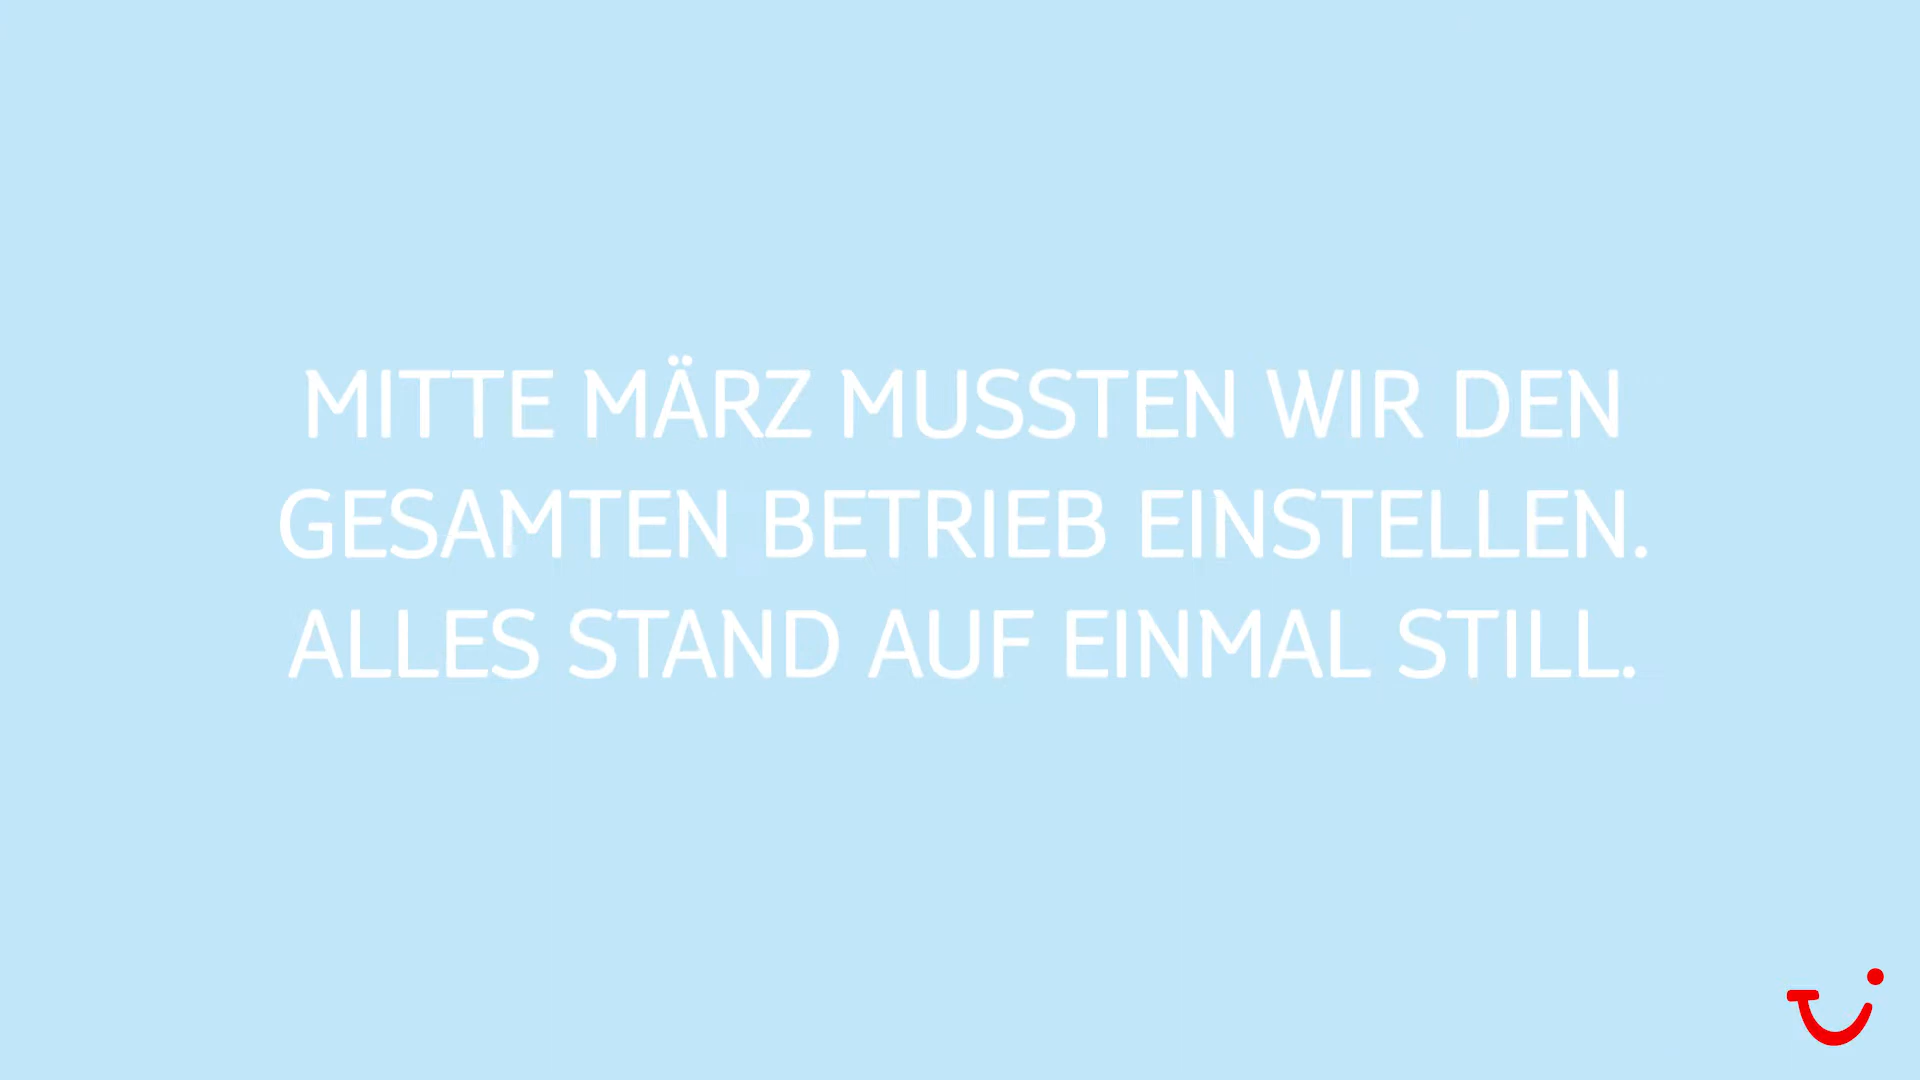 MITTE MÄRZ MUSSTEN WIR DEN
GESAMTEN BETRIEB EINSTELLEN.
ALLES STAND AUF EINMAL STILL.